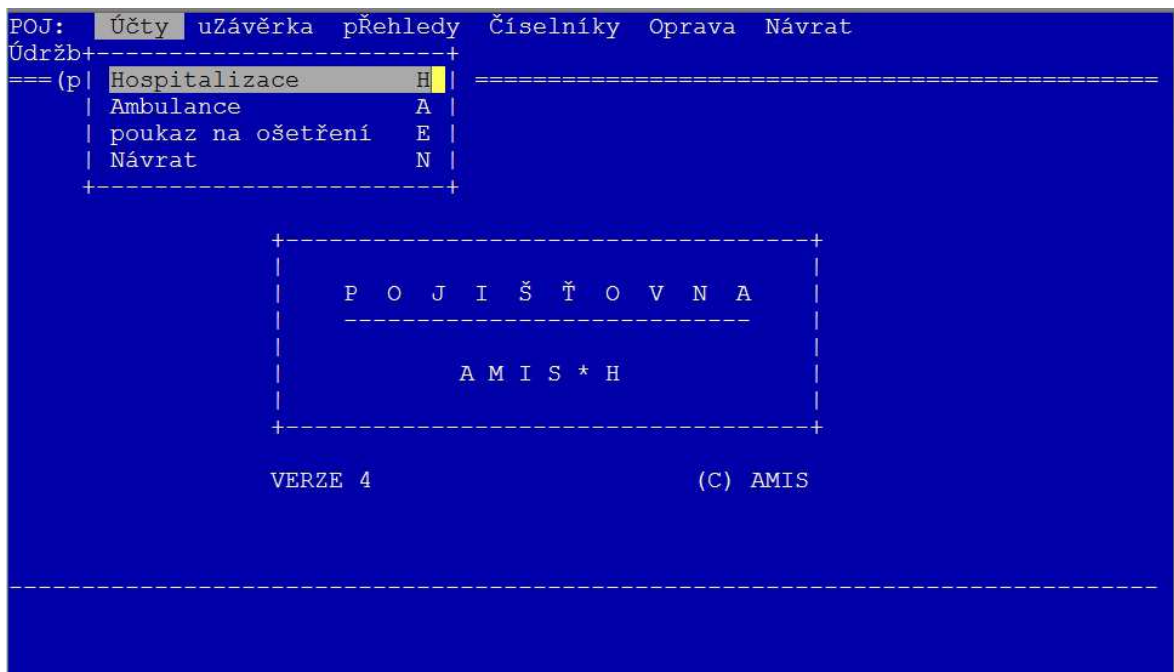 POJ: Účty uZávěrka pŘehledy Číselníky Oprava Návrat
Údržb
===(p ===============================================
Hospitalizace H
Ambulance A
poukaz na ošetření E
Návrat N
P O J I Š Ť O V N A
A M I S * H
VERZE 4 (C) AMIS